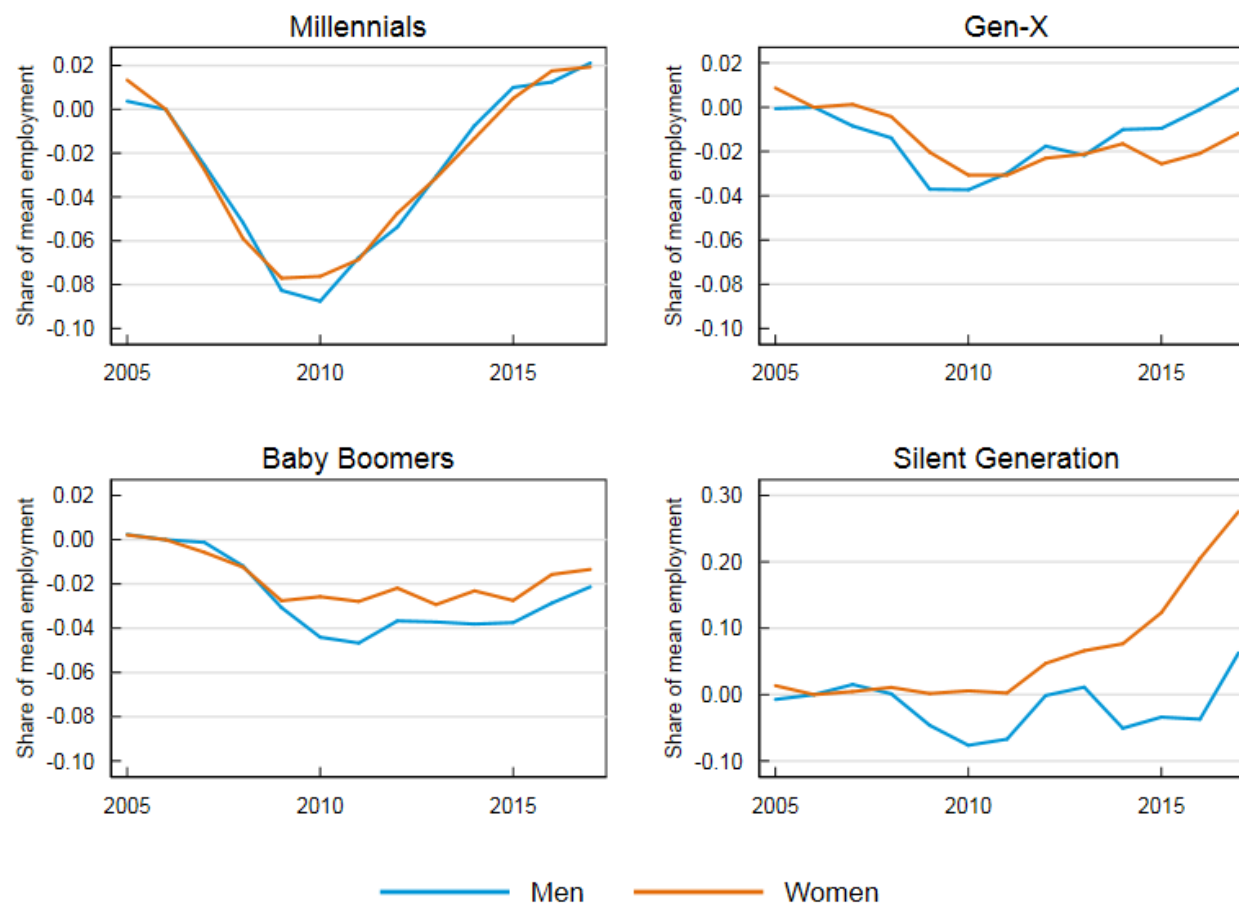 Millennials
Share of mean employment
0.02
0.00
-0.02
-0.04
-0.06
-0.08
-0.10
2005 2010 2015
Gen-X
Share of mean employment
0.02
0.00
-0.02
-0.04
-0.06
-0.08
-0.10
2005 2010 2015
Baby Boomers
Share of mean employment
0.02
0.00
-0.02
-0.04
-0.06
-0.08
-0.10
2005 2010 2015
Silent Generation
Share of mean employment
0.30
0.20
0.10
0.00
-0.10
2005 2010 2015
Men Women